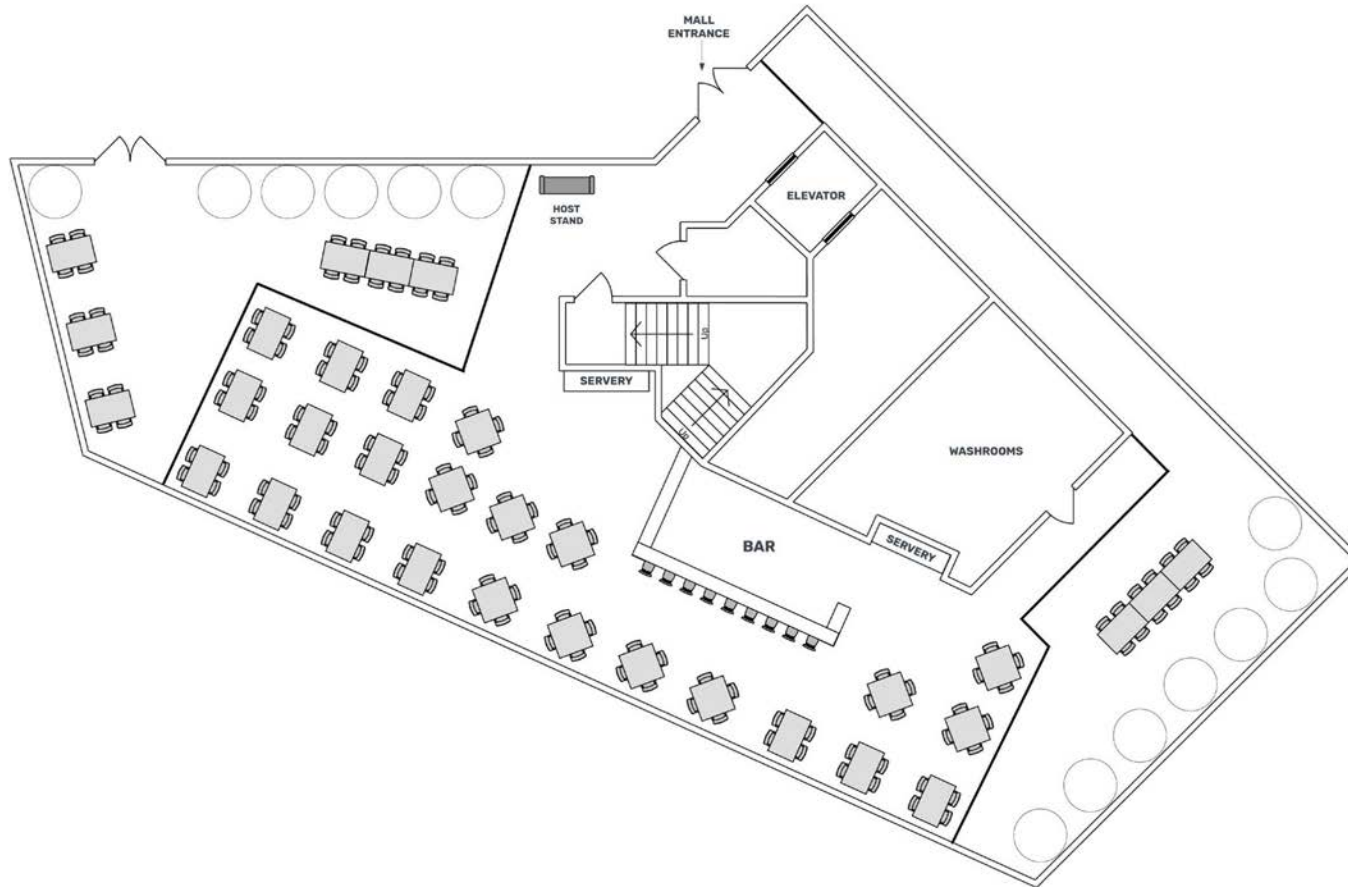 MALL
ENTRANCE
ELEVATOR
HOST
STAND
Up
SERVERY
Up
WASHROOMS
BAR
SERVERY